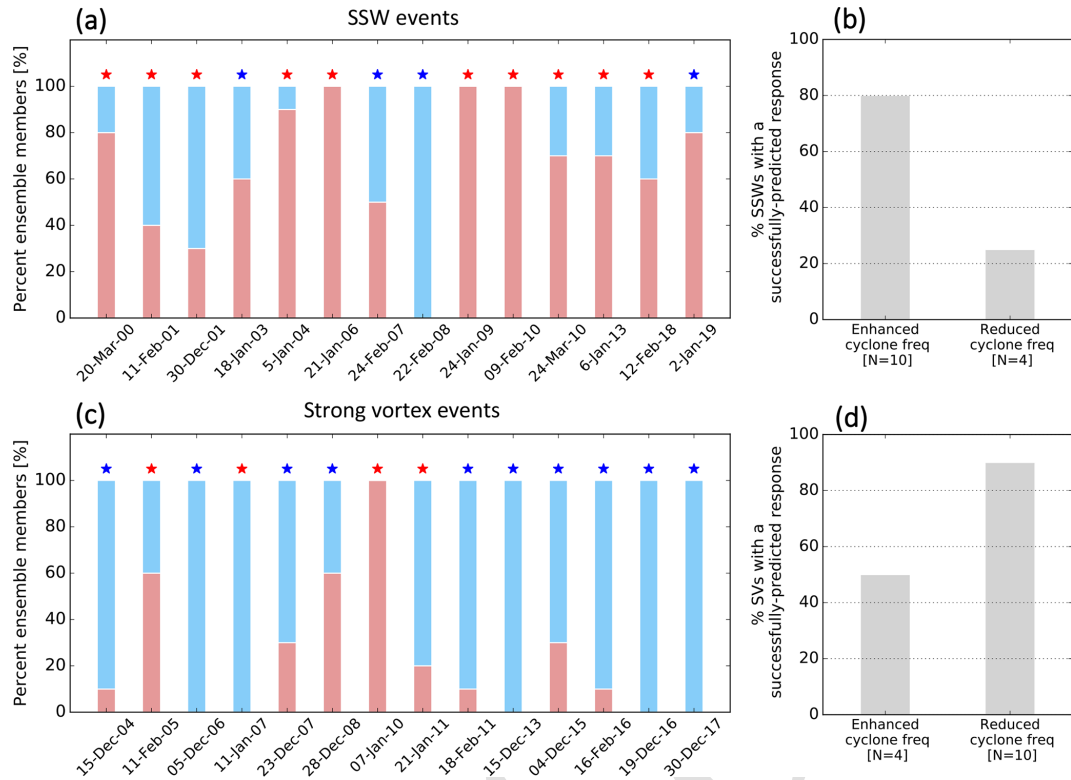 (a)
SSW events
Percent ensemble members [%]
100
80
60
40
20
0
20-Mar-00
11-Feb-01
30-Dec-01
18-Jan-03
5-Jan-04
21-Jan-06
24-Feb-07
22-Feb-08
24-Jan-09
09-Feb-10
24-Mar-10
6-Jan-13
12-Feb-18
2-Jan-19
(b)
% SSWs with a
successfully-predicted response
100
80
60
40
20
0
Enhanced
cyclone freq
[N=10]
Reduced
cyclone freq
[N=4]
(c)
Strong vortex events
Percent ensemble members [%]
100
80
60
40
20
0
15-Dec-04
11-Feb-05
05-Dec-06
11-Jan-07
23-Dec-07
28-Dec-08
07-Jan-10
21-Jan-11
18-Feb-11
15-Dec-13
04-Dec-15
16-Feb-16
19-Dec-16
30-Dec-17
(d)
% SVs with a
successfully-predicted response
100
80
60
40
20
0
Enhanced
cyclone freq
[N=4]
Reduced
cyclone freq
[N=10]